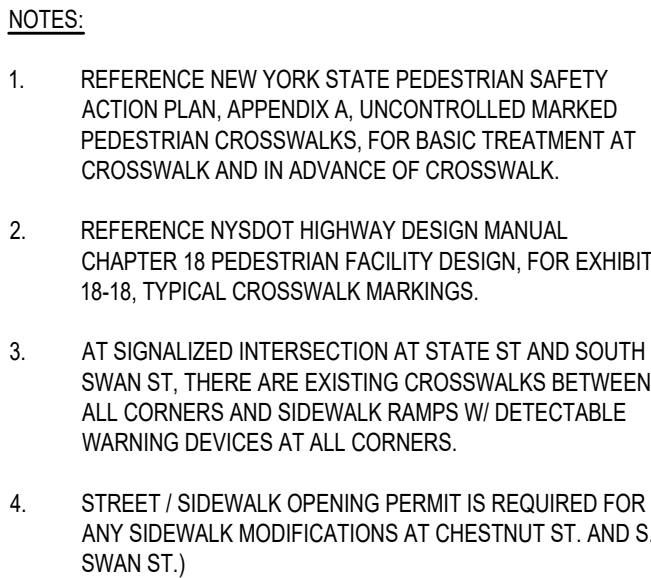 NOTES:
1. REFERENCE NEW YORK STATE PEDESTRIAN SAFETY
ACTION PLAN, APPENDIX A, UNCONTROLLED MARKED
PEDESTRIAN CROSSWALKS, FOR BASIC TREATMENT AT
CROSSWALK AND IN ADVANCE OF CROSSWALK.
2. REFERENCE NYSDOT HIGHWAY DESIGN MANUAL
CHAPTER 18 PEDESTRIAN FACILITY DESIGN, FOR EXHIBIT
18-18, TYPICAL CROSSWALK MARKINGS.
3. AT SIGNALIZED INTERSECTION AT STATE ST AND SOUTH
SWAN ST, THERE ARE EXISTING CROSSWALKS BETWEEN
ALL CORNERS AND SIDEWALK RAMPS W/ DETECTABLE
WARNING DEVICES AT ALL CORNERS.
4. STREET / SIDEWALK OPENING PERMIT IS REQUIRED FOR
ANY SIDEWALK MODIFICATIONS AT CHESTNUT ST. AND S.
SWAN ST.)